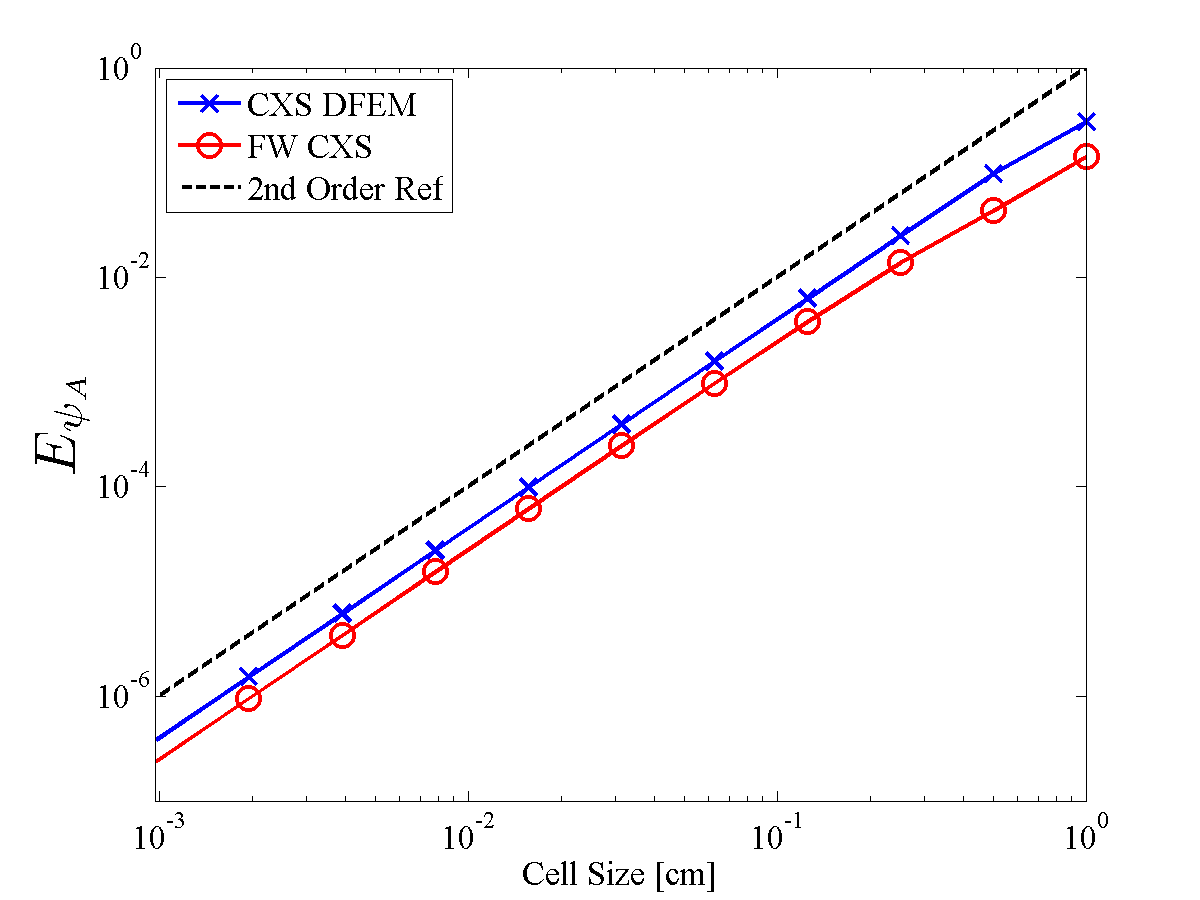 10^0
CXS DFEM
FW CXS
2nd Order Ref
10^-2
10^-4
10^-6
E_ψ_A
10^-3 10^-2 10^-1 10^0
Cell Size [cm]